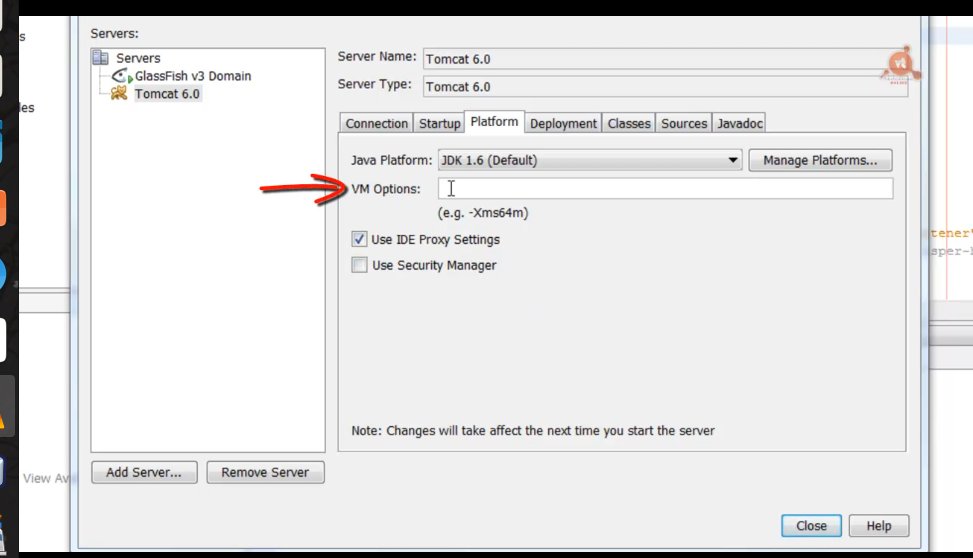 Servers:
Servers
GlassFish v3 Domain
Tomcat 6.0
Server Name: Tomcat 6.0
Server Type: Tomcat 6.0
Connection Startup Platform Deployment Classes Sources Javadoc
Java Platform: JDK 1.6 (Default) Manage Platforms...
VM Options:
(e.g. -Xms64m)
Use IDE Proxy Settings
Use Security Manager
Note: Changes will take affect the next time you start the server
Add Server... Remove Server
View Av
Close Help